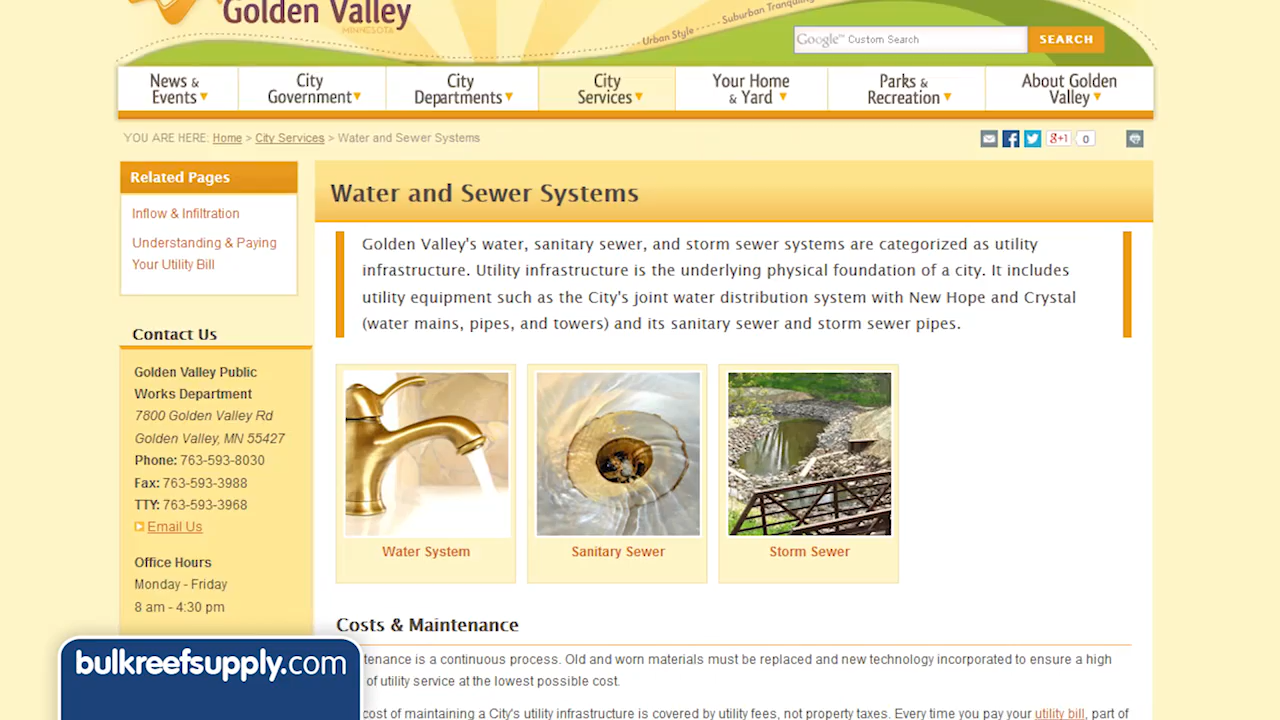 Golden Valley
MINNESOTA
Urban Style
Suburban Tranquility
Google™ Custom Search
SEARCH
News &
Events
City
Government
City
Departments
City
Services
Your Home
& Yard
Parks &
Recreation
About Golden
Valley
YOU ARE HERE: Home > City Services > Water and Sewer Systems
g+1 0
Related Pages
Inflow & Infiltration
Understanding & Paying
Your Utility Bill
Contact Us
Golden Valley Public
Works Department
7800 Golden Valley Rd
Golden Valley, MN 55427
Phone: 763-593-8030
Fax: 763-593-3988
TTY: 763-593-3968
Email Us
Office Hours
Monday - Friday
8 am - 4:30 pm
Water and Sewer Systems
Golden Valley's water, sanitary sewer, and storm sewer systems are categorized as utility
infrastructure. Utility infrastructure is the underlying physical foundation of a city. It includes
utility equipment such as the City's joint water distribution system with New Hope and Crystal
(water mains, pipes, and towers) and its sanitary sewer and storm sewer pipes.
Water System
Sanitary Sewer
Storm Sewer
Costs & Maintenance
tenance is a continuous process. Old and worn materials must be replaced and new technology incorporated to ensure a high
of utility service at the lowest possible cost.
cost of maintaining a City's utility infrastructure is covered by utility fees, not property taxes. Every time you pay your utility bill, part of
bulkreefsupply.com